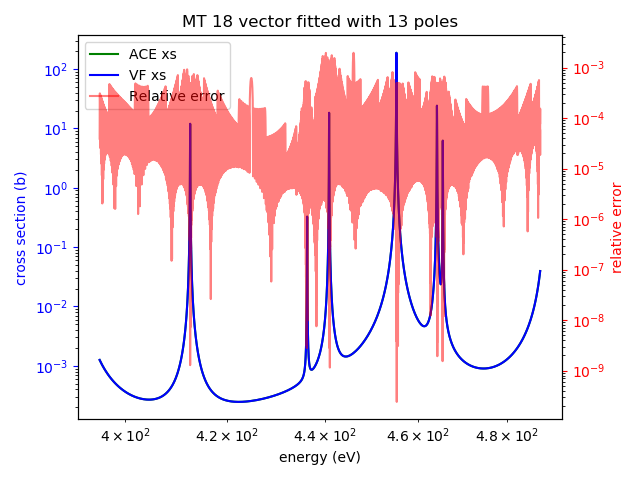 MT 18 vector fitted with 13 poles
ACE xs
VF xs
Relative error
cross section (b)
10²
10¹
10⁰
10⁻¹
10⁻²
10⁻³
relative error
10⁻³
10⁻⁴
10⁻⁵
10⁻⁶
10⁻⁷
10⁻⁸
10⁻⁹
4 × 10² 4.2 × 10² 4.4 × 10² 4.6 × 10² 4.8 × 10²
energy (eV)